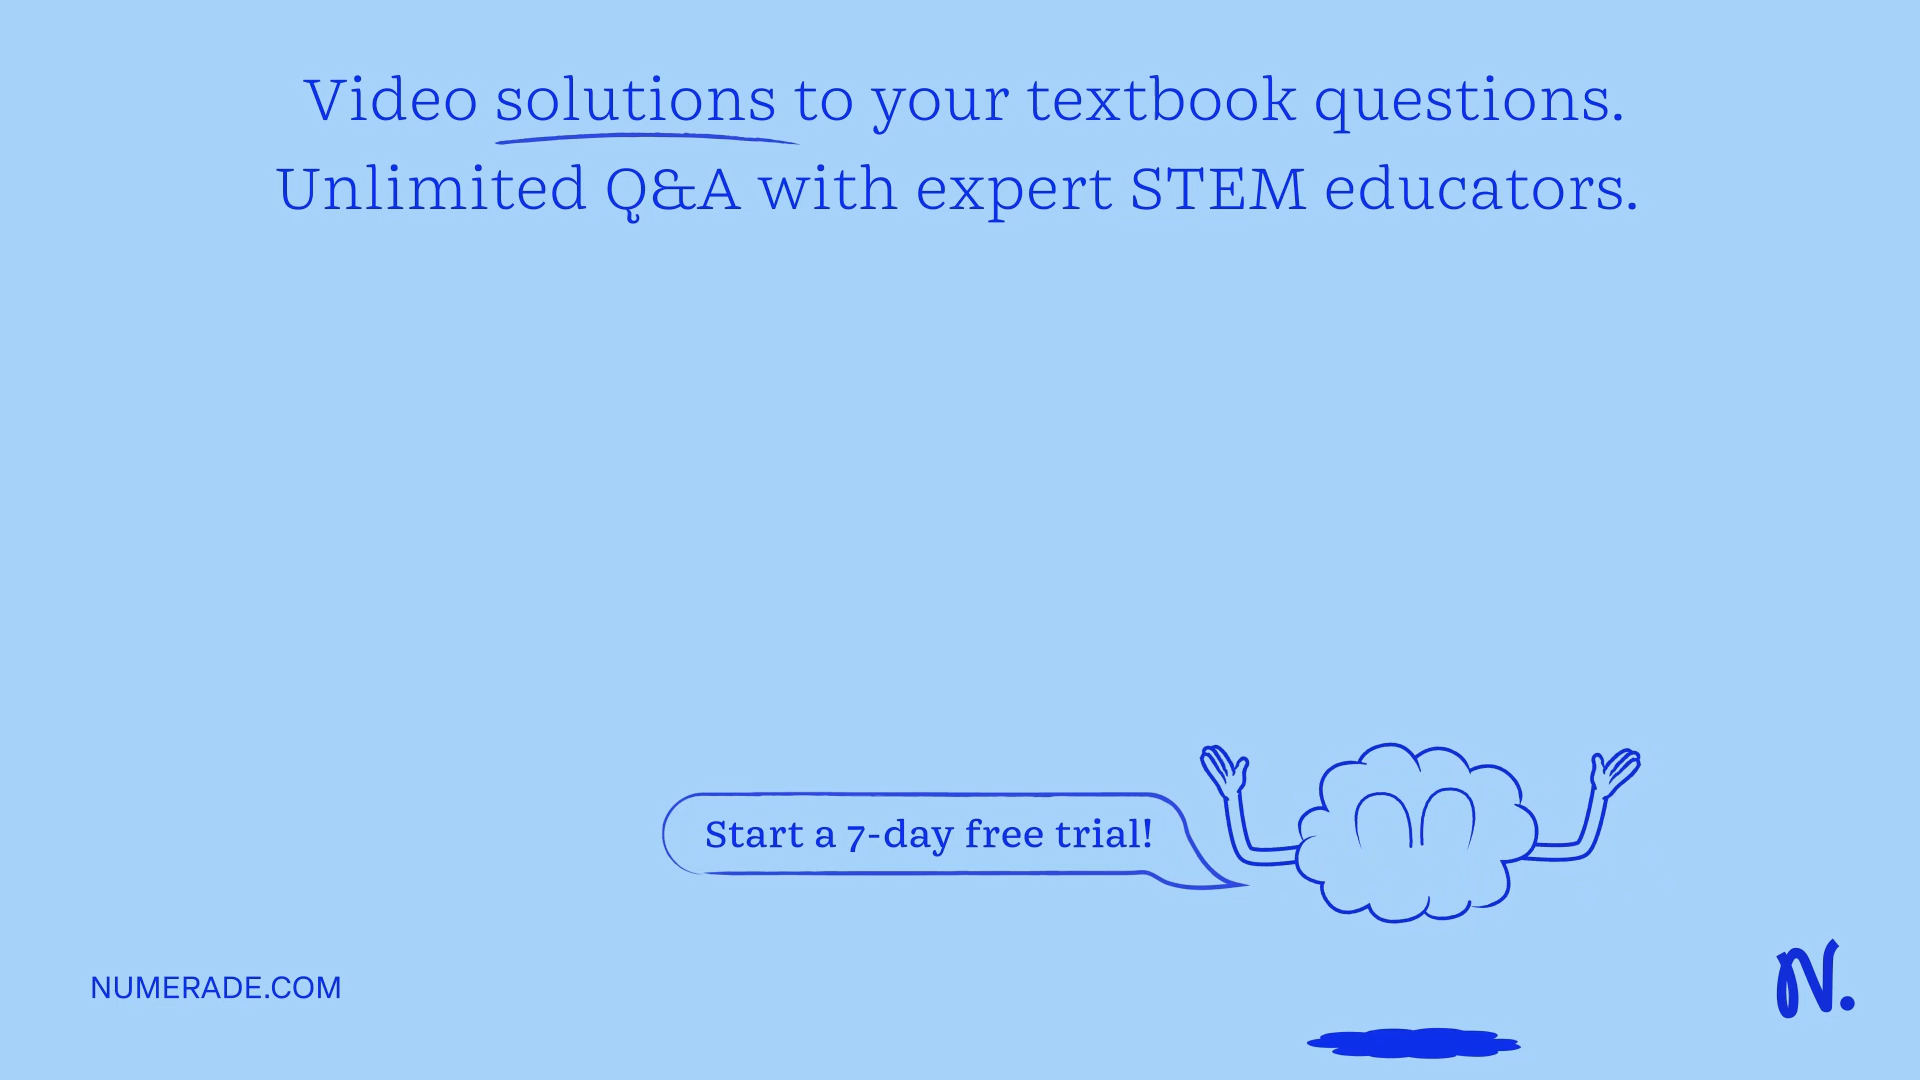 Video solutions to your textbook questions.
Unlimited Q&A with expert STEM educators.
Start a 7-day free trial!
NUMERADE.COM
N.